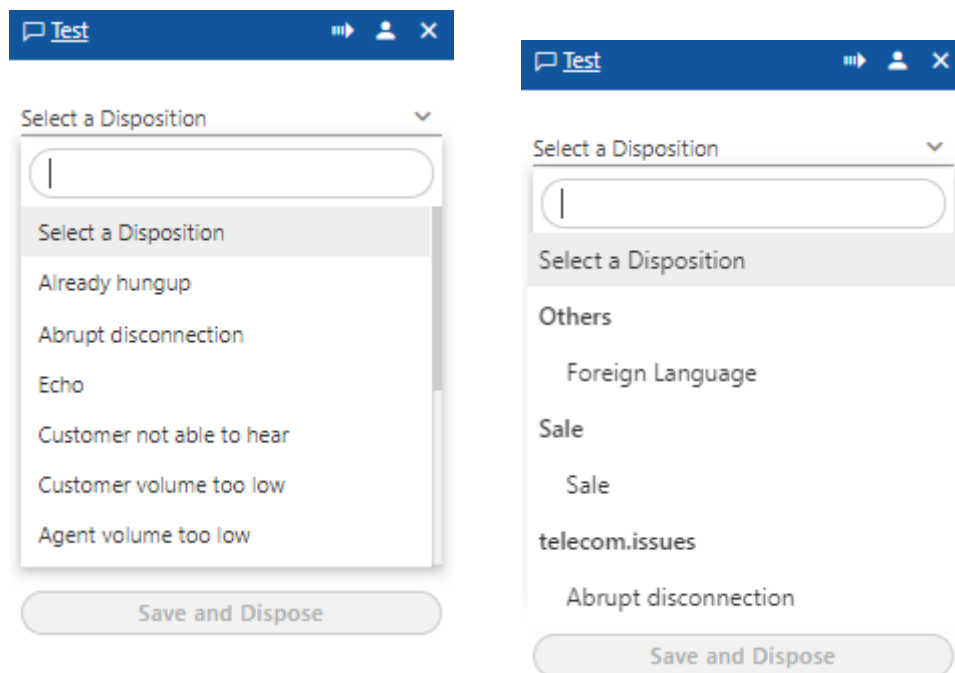 Test
Select a Disposition
Select a Disposition
Already hungup
Abrupt disconnection
Echo
Customer not able to hear
Customer volume too low
Agent volume too low
Save and Dispose
Test
Select a Disposition
Select a Disposition
Others
Foreign Language
Sale
Sale
telecom.issues
Abrupt disconnection
Save and Dispose